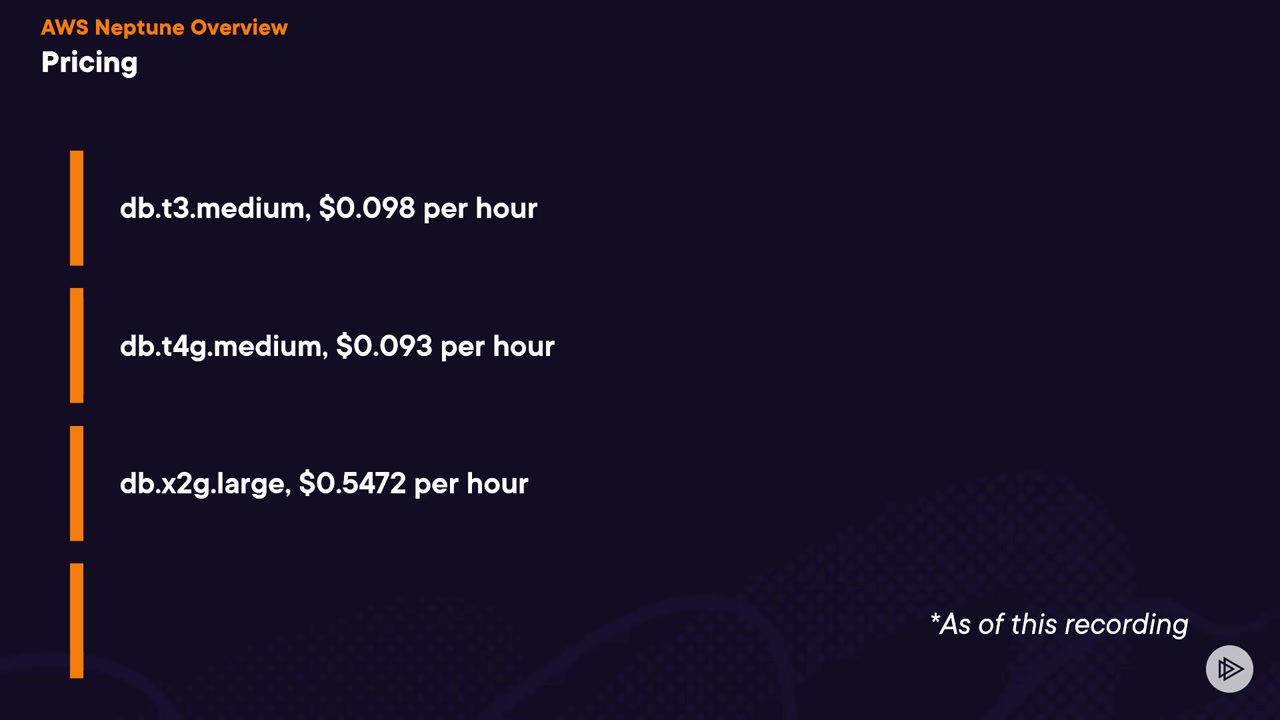 AWS Neptune Overview
Pricing
db.t3.medium, $0.098 per hour
db.t4g.medium, $0.093 per hour
db.x2g.large, $0.5472 per hour
*As of this recording